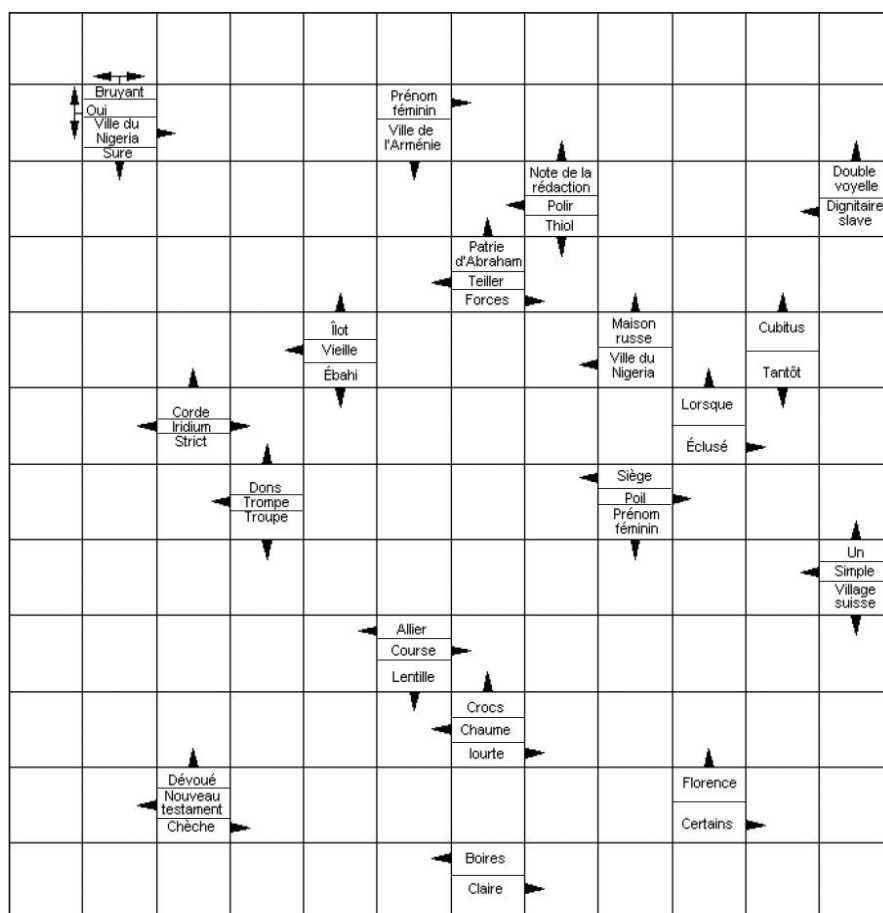 Bruyant
Oui
Ville du
Nigeria
Sure
Prénom
féminin
Ville de
l'Arménie
Note de la
rédaction
Polir
Thiol
Double
voyelle
Dignitaire
slave
Patrie
d'Abraham
Teiller
Forces
Îlot
Vieille
Ébahi
Maison
russe
Ville du
Nigeria
Cubitus
Tantôt
Corde
Iridium
Strict
Lorsque
Éclusé
Dons
Trompe
Troupe
Siège
Poil
Prénom
féminin
Un
Simple
Village
suisse
Allier
Course
Lentille
Crocs
Chaume
Iourte
Dévoué
Nouveau
testament
Chèche
Florence
Certains
Boires
Claire